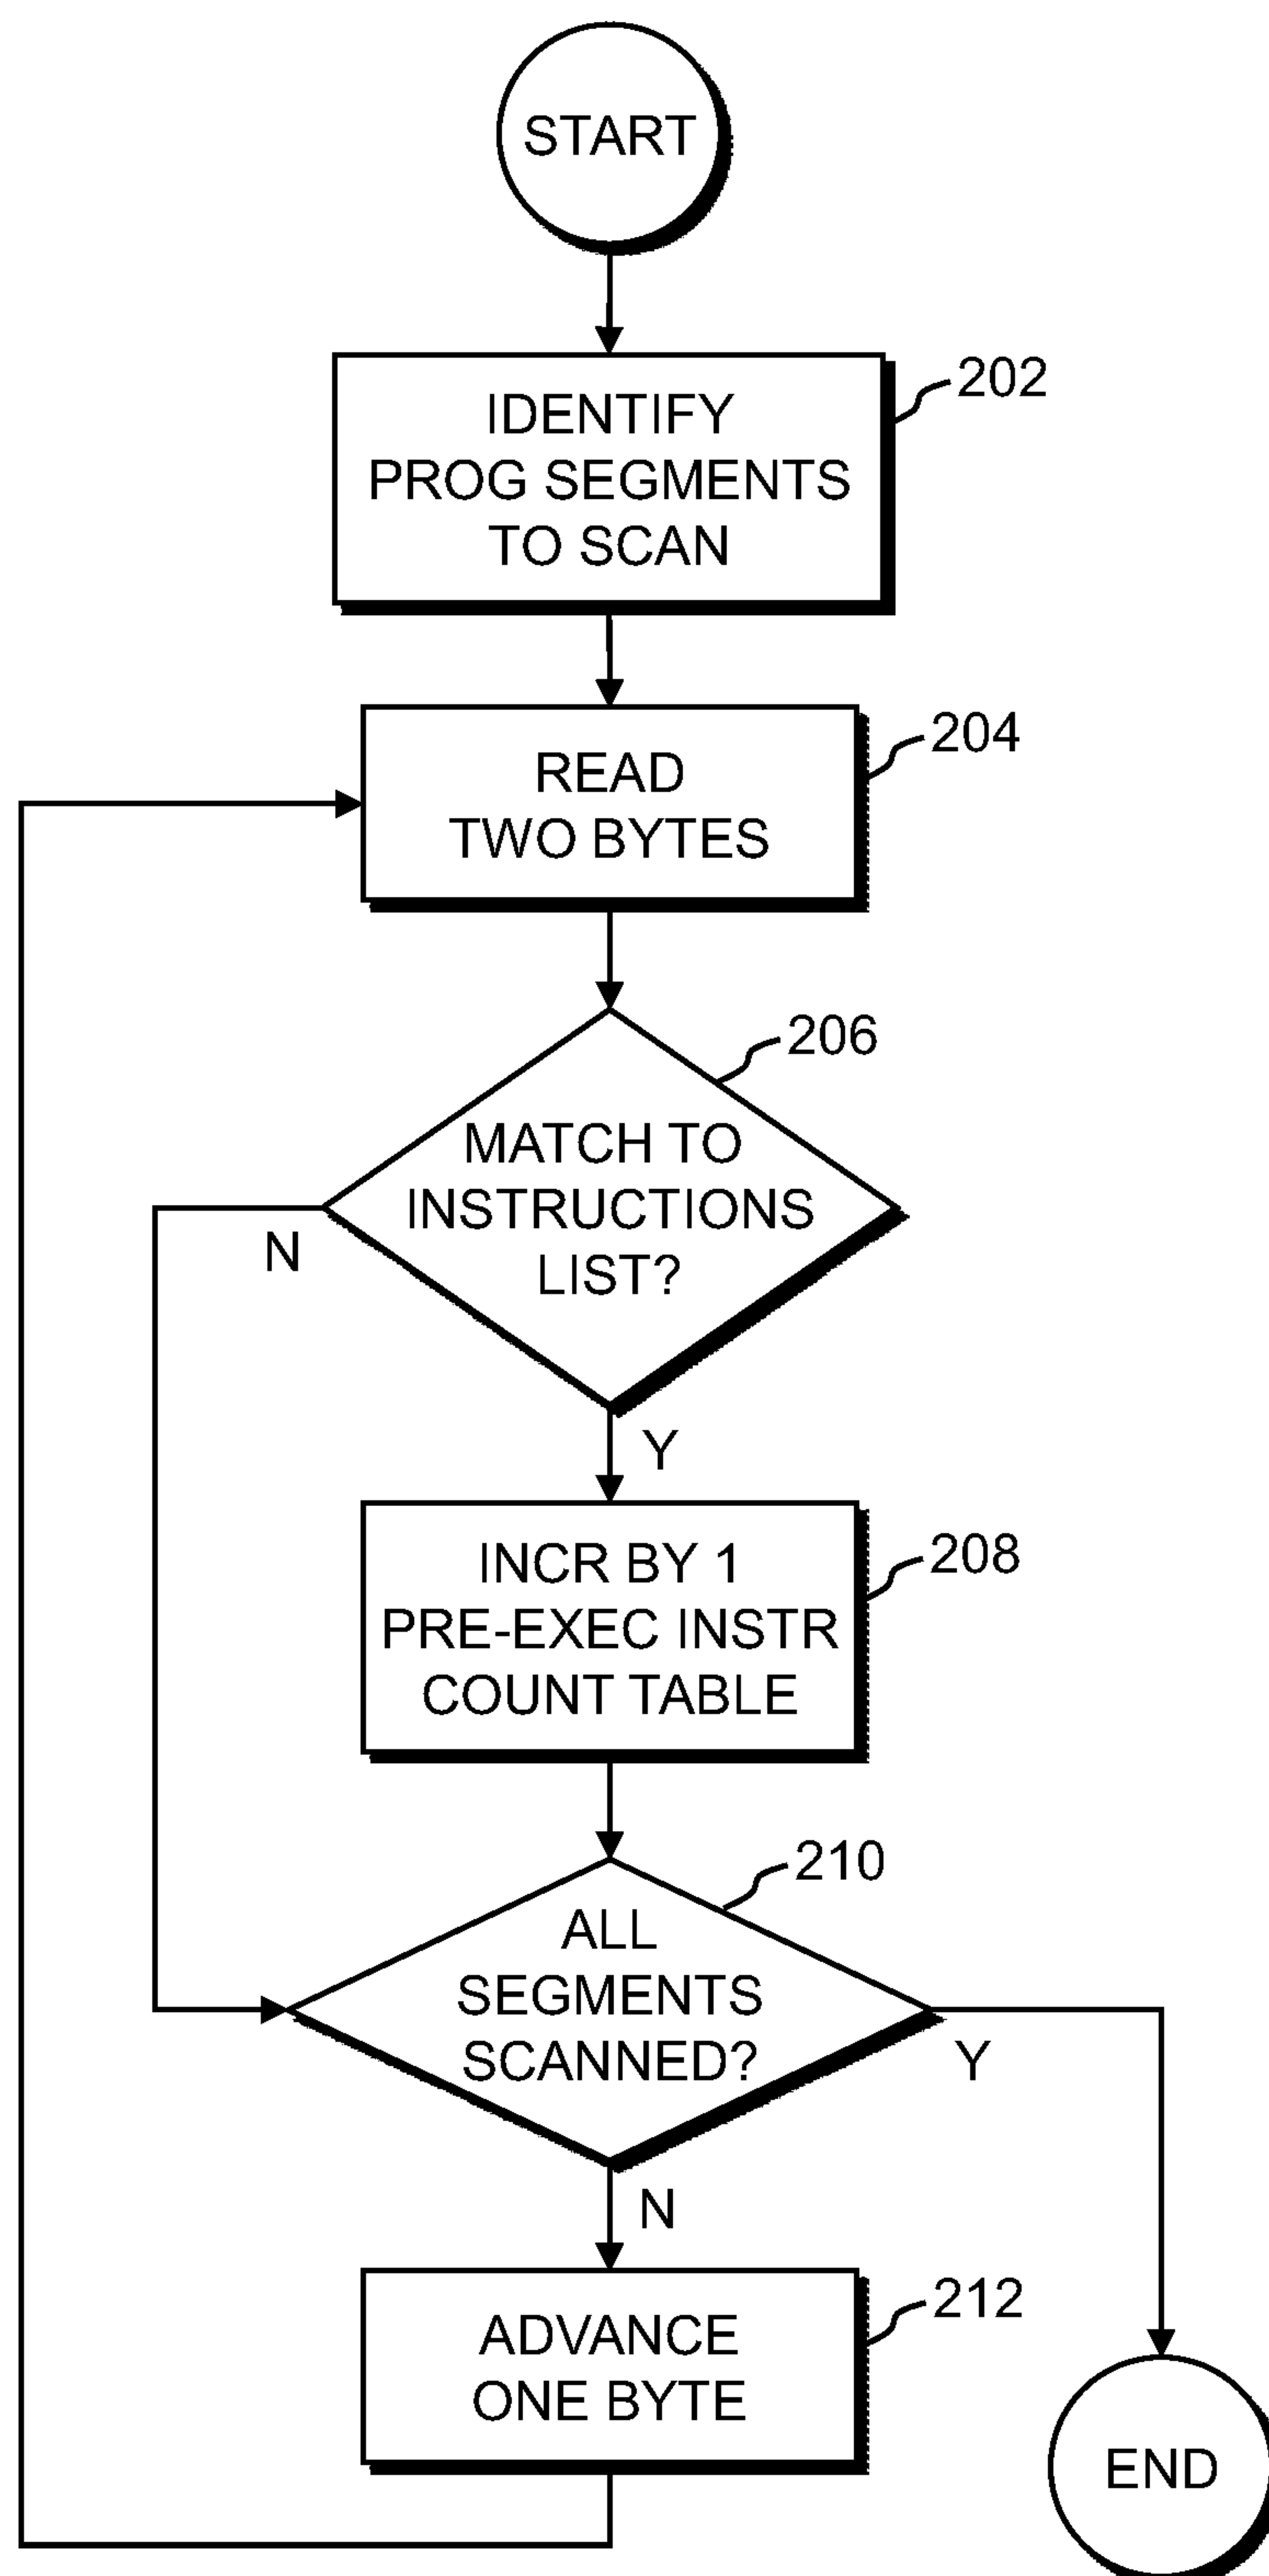 START
IDENTIFY
PROG SEGMENTS
TO SCAN
202
READ
TWO BYTES
204
MATCH TO
INSTRUCTIONS
LIST?
206
N
Y
INCR BY 1
PRE-EXEC INSTR
COUNT TABLE
208
ALL
SEGMENTS
SCANNED?
210
Y
N
ADVANCE
ONE BYTE
212
END